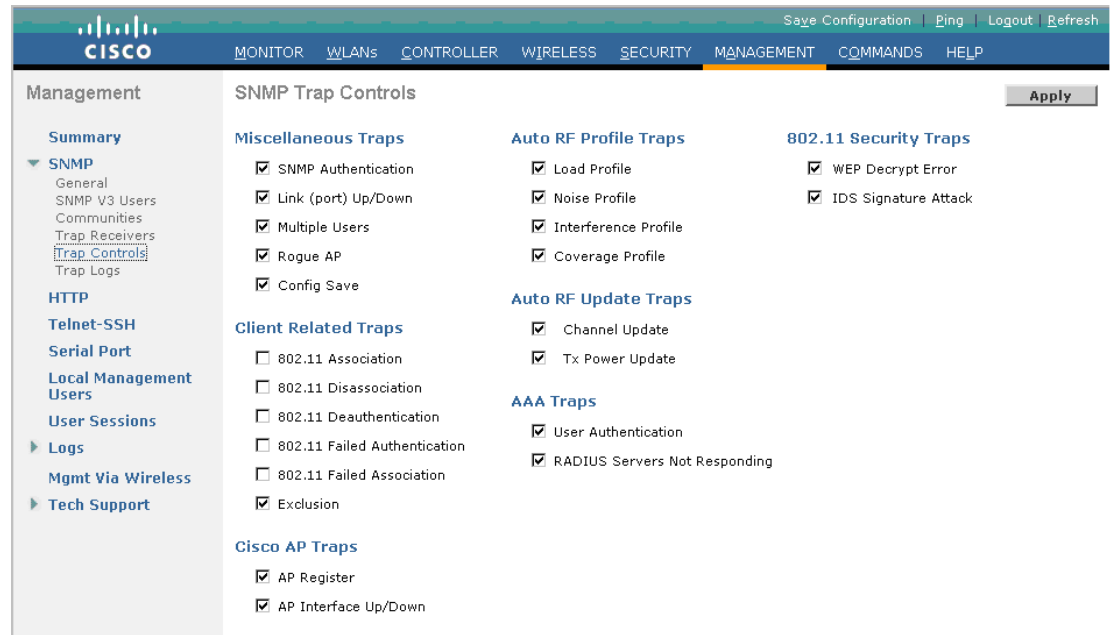 Save Configuration | Ping | Logout | Refresh
CISCO
MONITOR WLANs CONTROLLER WIRELESS SECURITY MANAGEMENT COMMANDS HELP
Management
Summary
SNMP
General
SNMP V3 Users
Communities
Trap Receivers
Trap Controls
Trap Logs
HTTP
Telnet-SSH
Serial Port
Local Management
Users
User Sessions
Logs
Mgmt Via Wireless
Tech Support
SNMP Trap Controls
Apply
Miscellaneous Traps
SNMP Authentication
Link (port) Up/Down
Multiple Users
Rogue AP
Config Save
Client Related Traps
802.11 Association
802.11 Disassociation
802.11 Deauthentication
802.11 Failed Authentication
802.11 Failed Association
Exclusion
Cisco AP Traps
AP Register
AP Interface Up/Down
Auto RF Profile Traps
Load Profile
Noise Profile
Interference Profile
Coverage Profile
Auto RF Update Traps
Channel Update
Tx Power Update
AAA Traps
User Authentication
RADIUS Servers Not Responding
802.11 Security Traps
WEP Decrypt Error
IDS Signature Attack